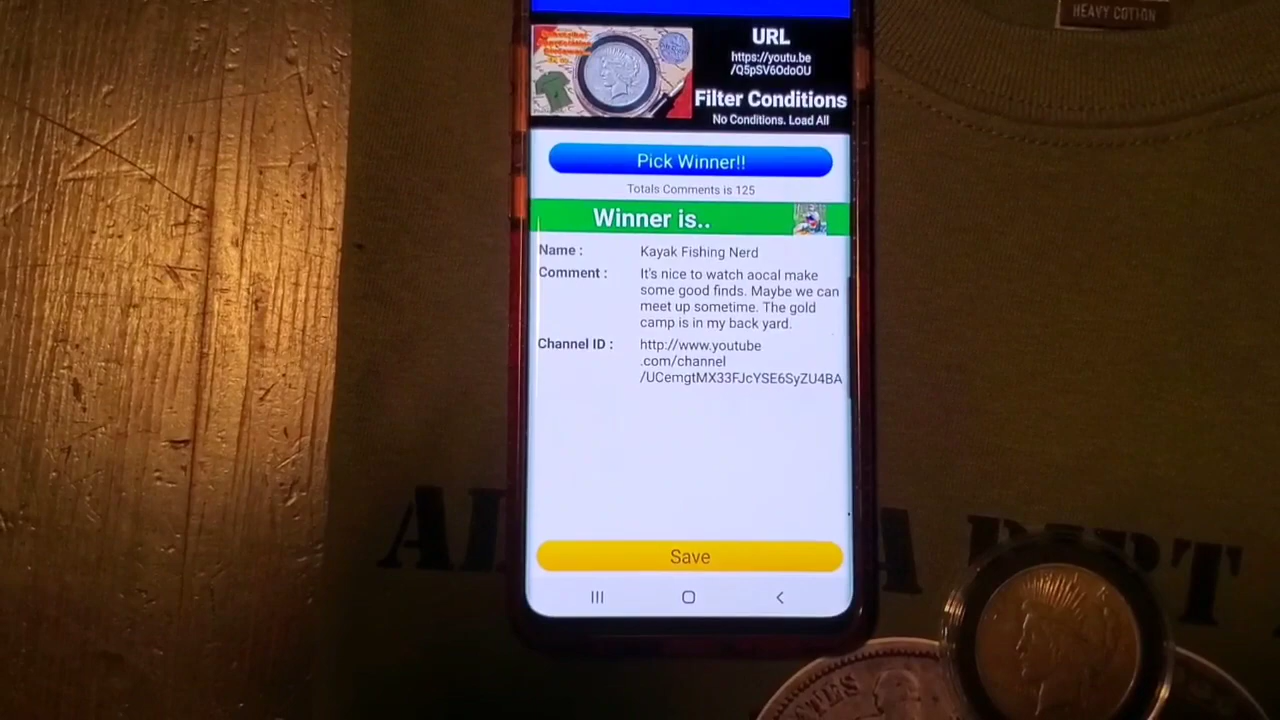 HEAVY COTTON
URL
https://youtu.be
/Q5pSV6OdoOU
Filter Conditions
No Conditions. Load All
Pick Winner!!
Totals Comments is 125
Winner is..
Name :
Kayak Fishing Nerd
Comment :
It's nice to watch aocal make
some good finds. Maybe we can
meet up sometime. The gold
camp is in my back yard.
Channel ID :
http://www.youtube
.com/channel
/UCemgtMX33FJcYSE6SyZU4BA
Save